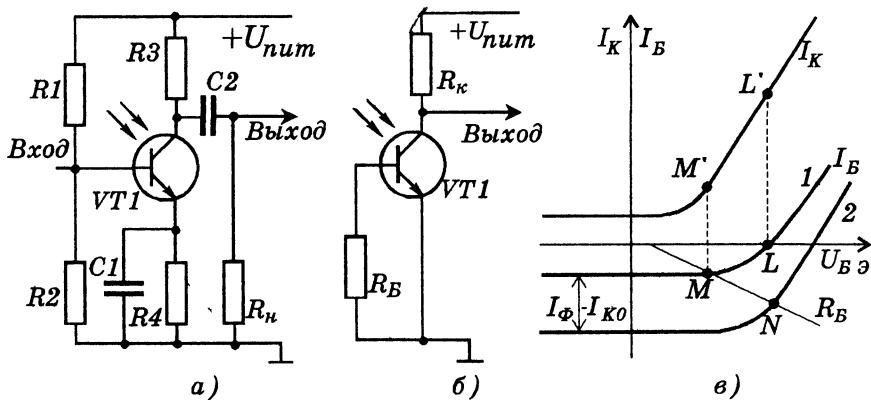 +Uпит
R3
R1
C2
Вход
Выход
VT1
C1
R2
R4
Rн
а)
+Uпит
Rк
Выход
VT1
RБ
б)
IК IБ
IК
L'
M'
IБ
1
2
L
UБЭ
M
IФ-IКО
N
RБ
в)